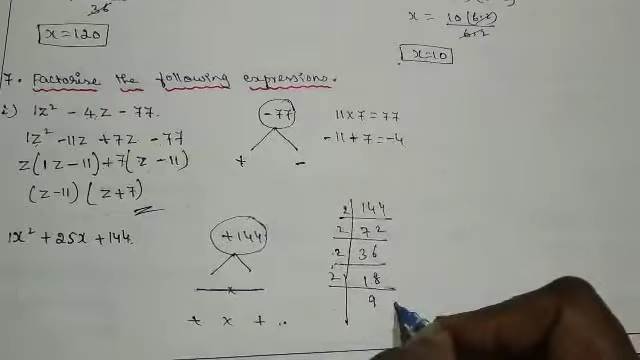 36
x = 120
x = 10(6.2)
6.2
x = 10
7. Factorise the following expressions.
i) 1z² - 4z - 77.
1z² - 11z + 7z - 77
z(1z - 11) + 7(z - 11)
(z - 11) (z + 7)
-77
+ -
11 x 7 = 77
-11 + 7 = -4
1x² + 25x + 144.
+144
x
+ x + ..
2 144
2 72
2 36
2 18
9